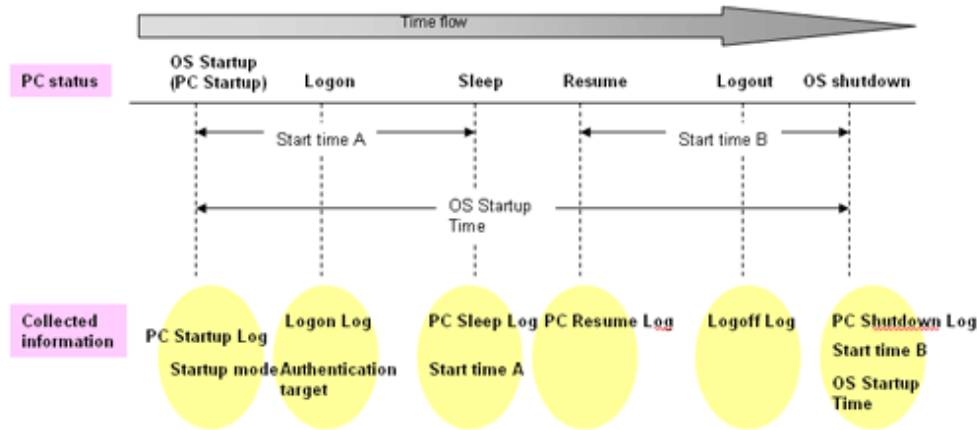 Time flow
PC status
OS Startup
(PC Startup)
Logon
Sleep
Resume
Logout
OS shutdown
Start time A
Start time B
OS Startup
Time
Collected
information
PC Startup Log
Startup mode
Logon Log
Authentication
target
PC Sleep Log
Start time A
PC Resume Log
Logoff Log
PC Shutdown Log
Start time B
OS Startup
Time